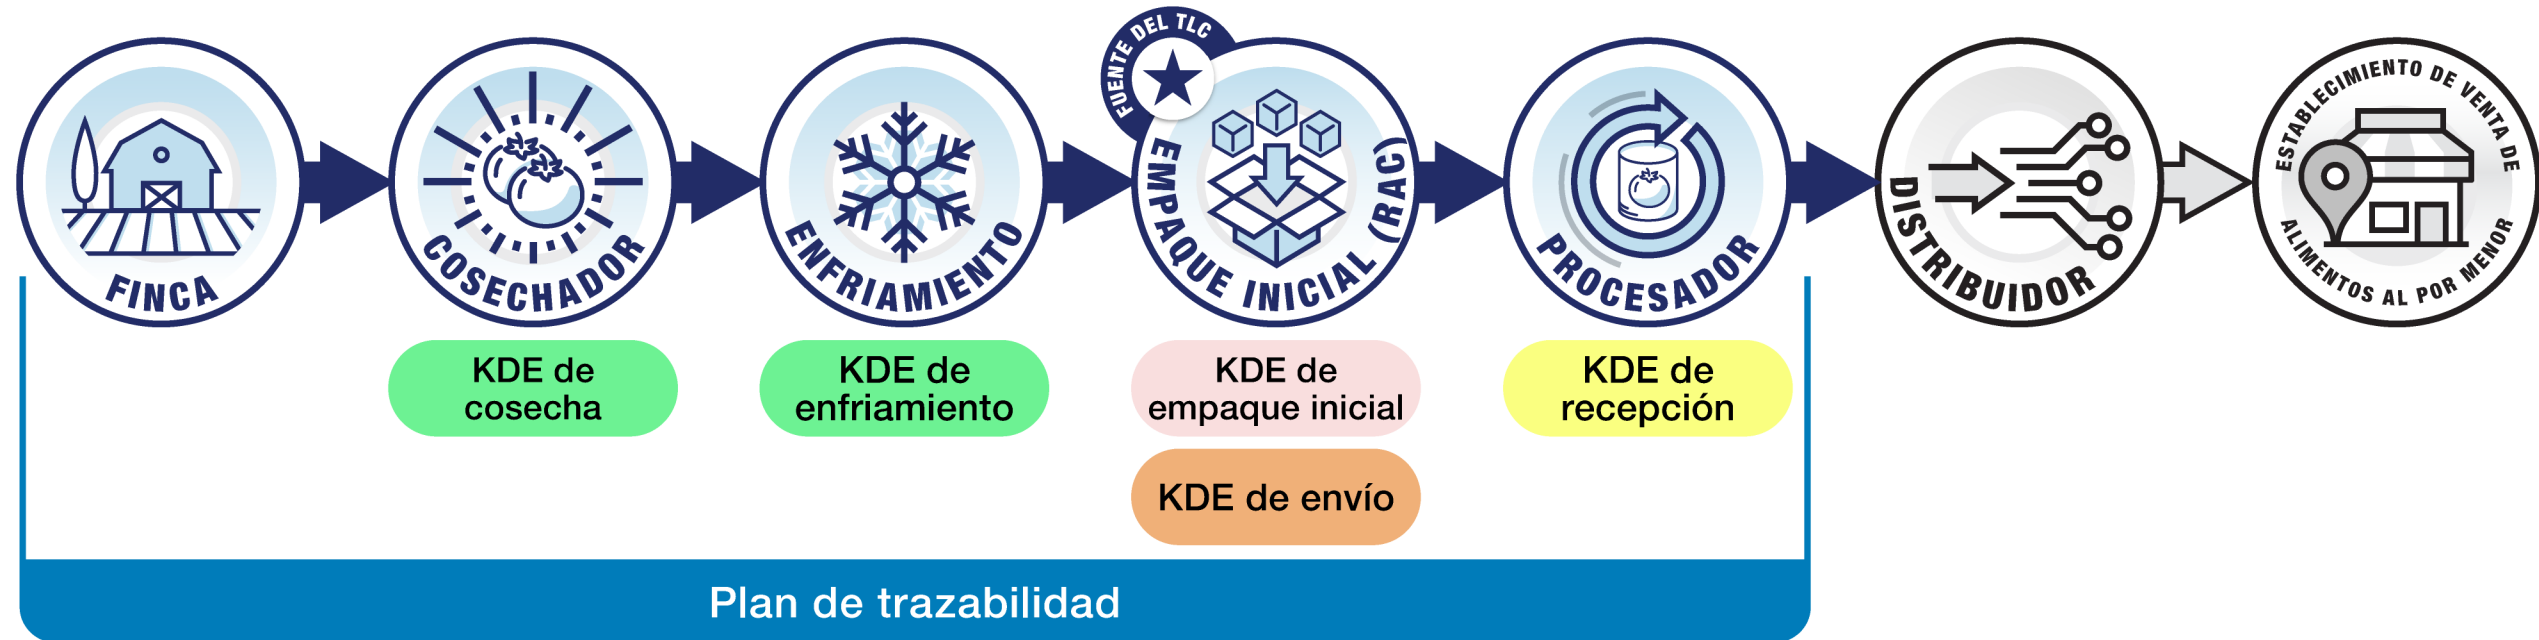 FINCA
COSECHADOR
ENFRIAMIENTO
FUENTE DEL TLC
EMPAQUE INICIAL (RAC)
PROCESADOR
DISTRIBUIDOR
ESTABLECIMIENTO DE VENTA DE
ALIMENTOS AL POR MENOR
KDE de
cosecha
KDE de
enfriamiento
KDE de
empaque inicial
KDE de envío
KDE de
recepción
Plan de trazabilidad